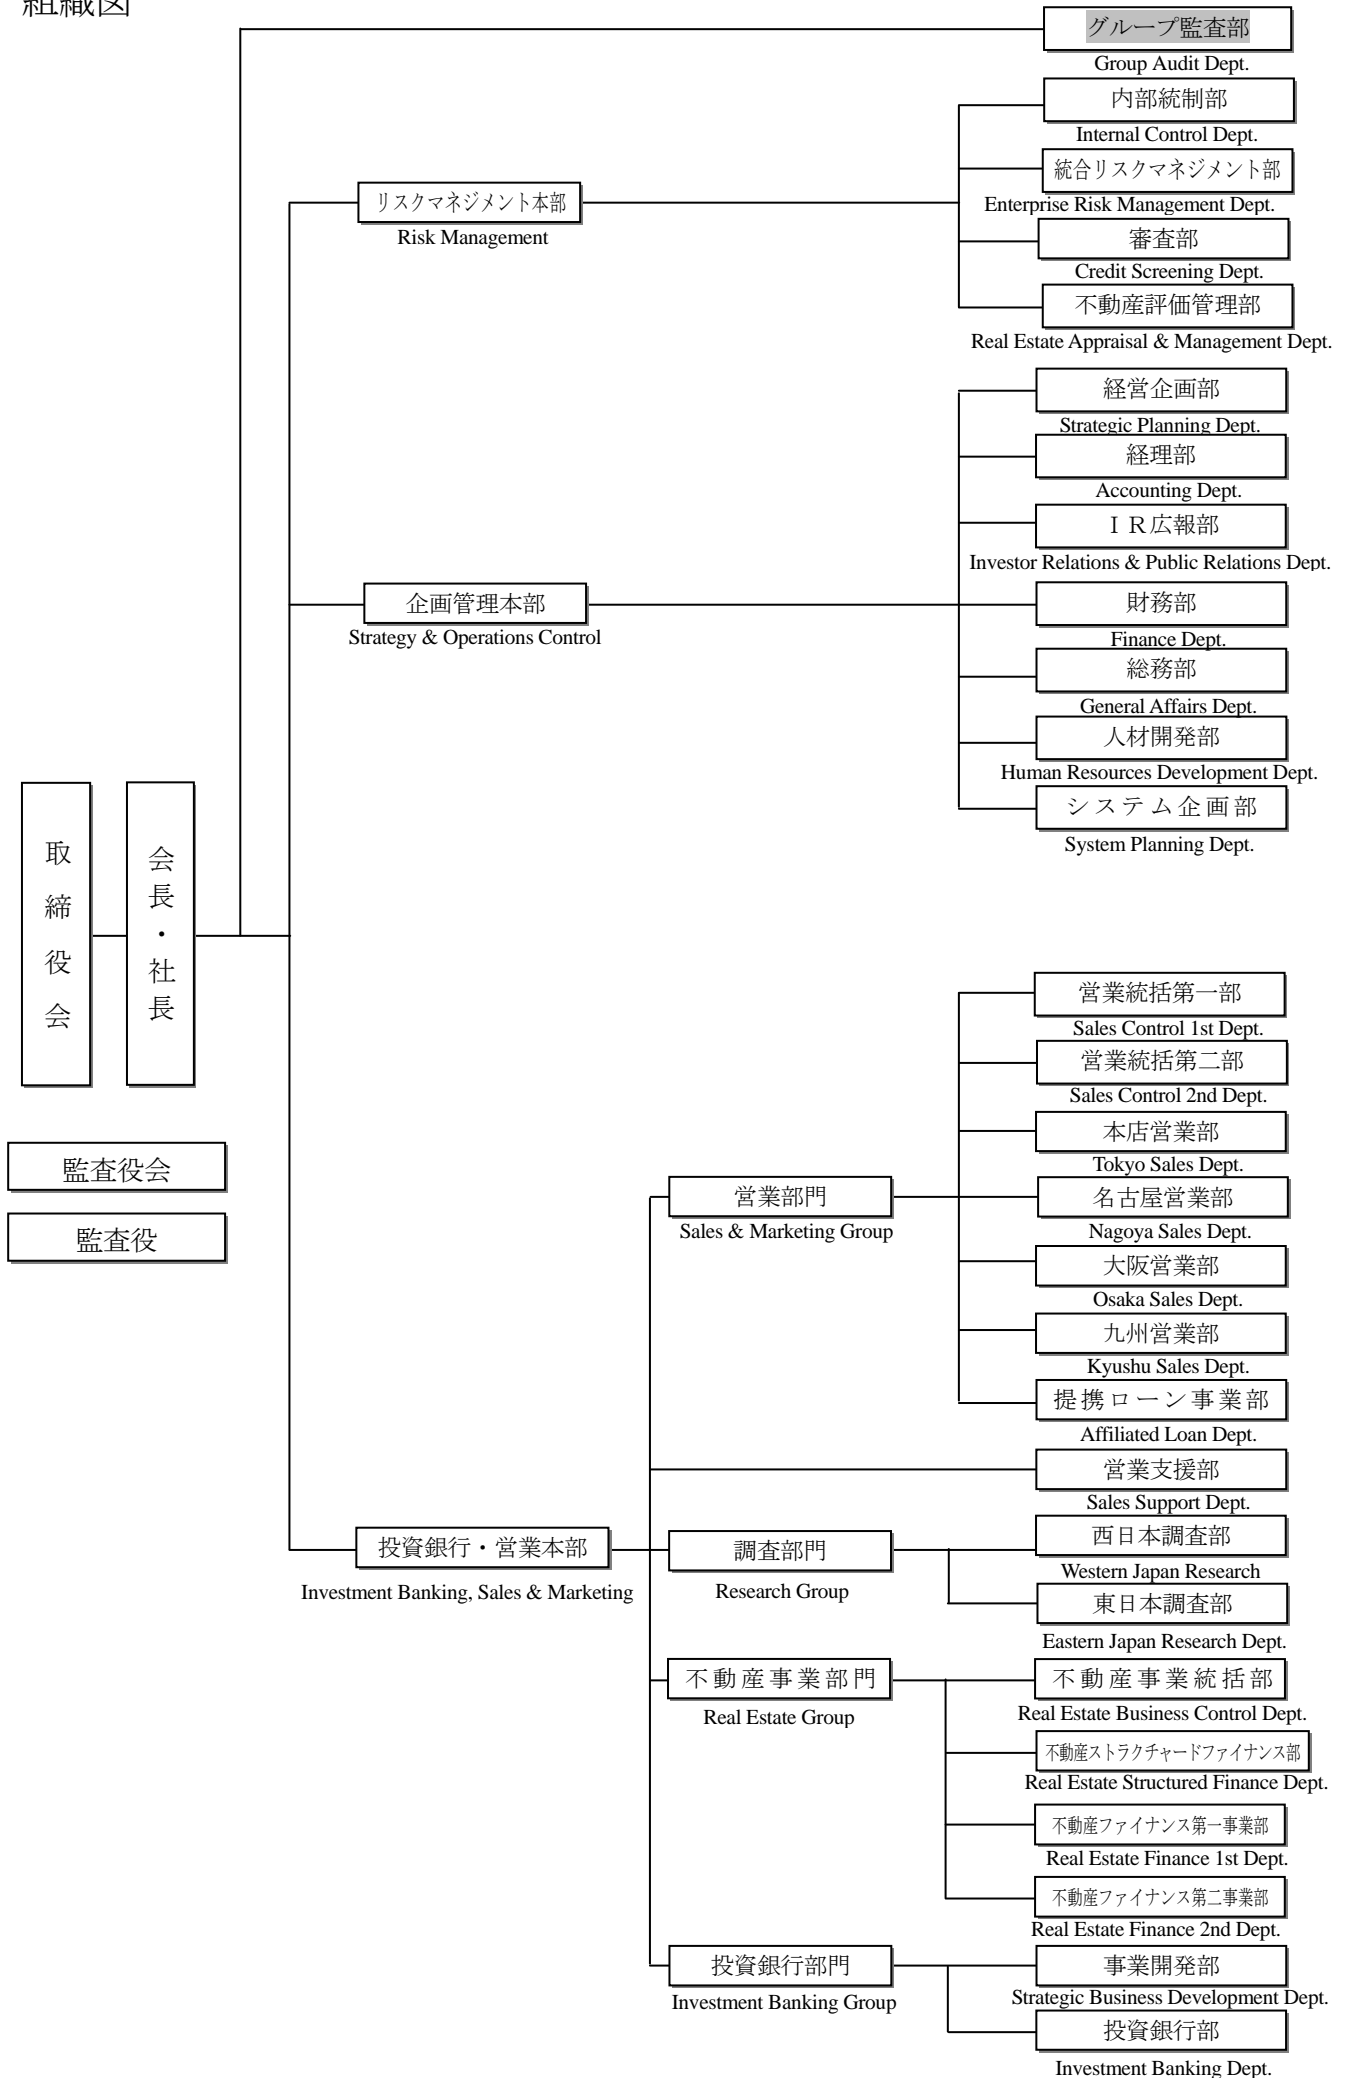 組織図
グループ監査部
Group Audit Dept.
内部統制部
Internal Control Dept.
統合リスクマネジメント部
Enterprise Risk Management Dept.
リスクマネジメント本部
Risk Management
審査部
Credit Screening Dept.
不動産評価管理部
Real Estate Appraisal & Management Dept.
経営企画部
Strategic Planning Dept.
経理部
Accounting Dept.
ＩＲ広報部
Investor Relations & Public Relations Dept.
企画管理本部
Strategy & Operations Control
財務部
Finance Dept.
総務部
General Affairs Dept.
人材開発部
Human Resources Development Dept.
システム企画部
System Planning Dept.
取締役会
会長・社長
監査役会
監査役
営業統括第一部
Sales Control 1st Dept.
営業統括第二部
Sales Control 2nd Dept.
本店営業部
Tokyo Sales Dept.
営業部門
Sales & Marketing Group
名古屋営業部
Nagoya Sales Dept.
大阪営業部
Osaka Sales Dept.
九州営業部
Kyushu Sales Dept.
提携ローン事業部
Affiliated Loan Dept.
営業支援部
Sales Support Dept.
投資銀行・営業本部
Investment Banking, Sales & Marketing
調査部門
Research Group
西日本調査部
Western Japan Research
東日本調査部
Eastern Japan Research Dept.
不動産事業部門
Real Estate Group
不動産事業統括部
Real Estate Business Control Dept.
不動産ストラクチャードファイナンス部
Real Estate Structured Finance Dept.
不動産ファイナンス第一事業部
Real Estate Finance 1st Dept.
不動産ファイナンス第二事業部
Real Estate Finance 2nd Dept.
投資銀行部門
Investment Banking Group
事業開発部
Strategic Business Development Dept.
投資銀行部
Investment Banking Dept.